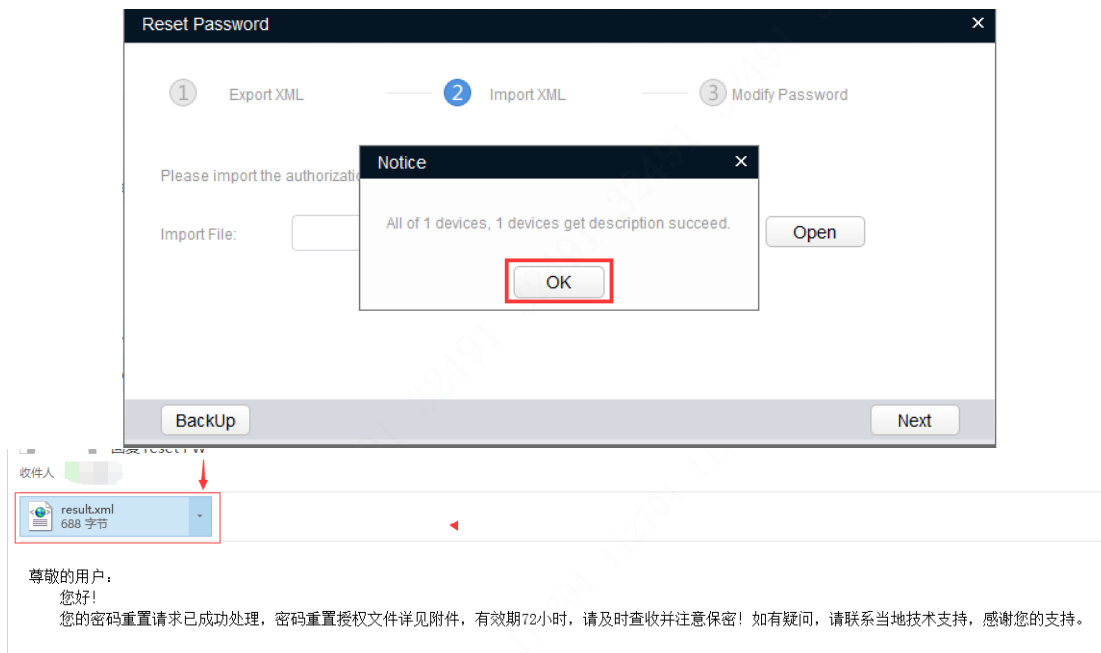 Reset Password
1 Export XML 2 Import XML 3 Modify Password
Please import the
Import File: Open
Notice
All of 1 devices, 1 devices get description succeed.
OK
BackUp Next
收件人
result.xml
688 字节
尊敬的用户：
您好！
您的密码重置请求已成功处理，密码重置授权文件详见附件，有效期72小时，请及时查收并注意保密！如有疑问，请联系当地技术支持，感谢您的支持。